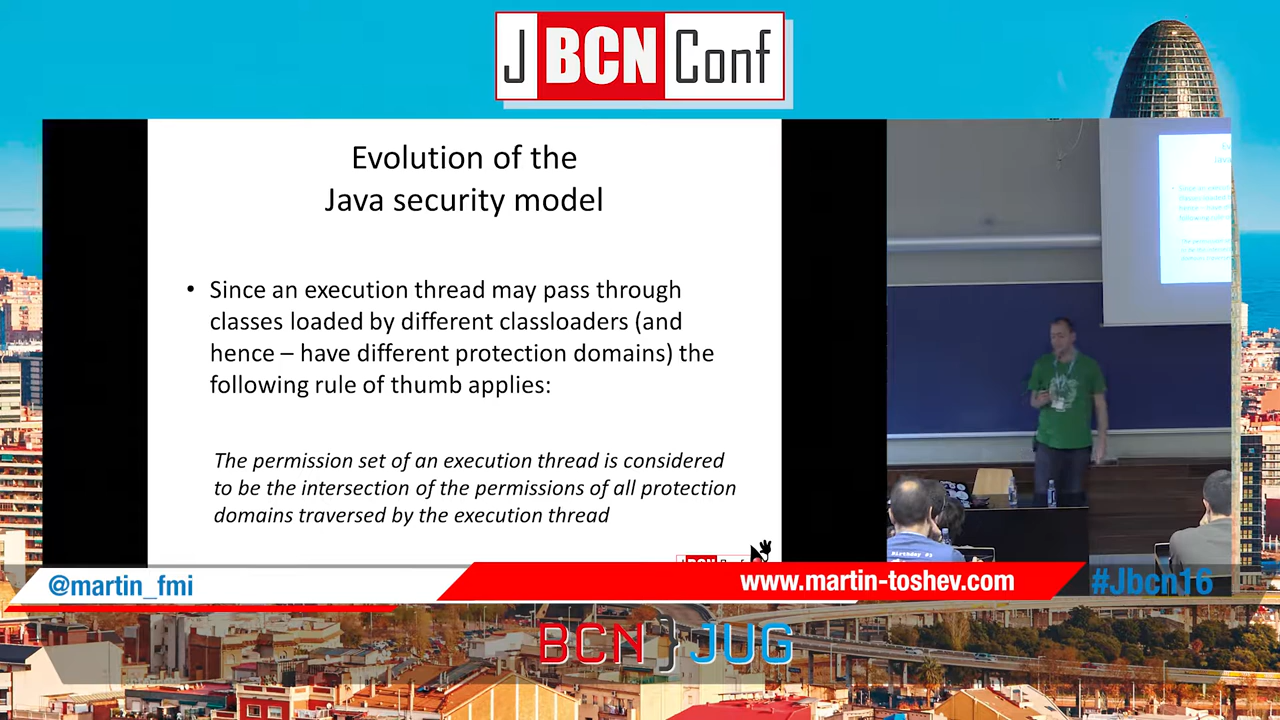 J BCN Conf
Evolution of the
Java security model
• Since an execution thread may pass through
classes loaded by different classloaders (and
hence – have different protection domains) the
following rule of thumb applies:
The permission set of an execution thread is considered
to be the intersection of the permissions of all protection
domains traversed by the execution thread
@martin_fmi
www.martin-toshev.com
#Jbcn16
BCN JUG